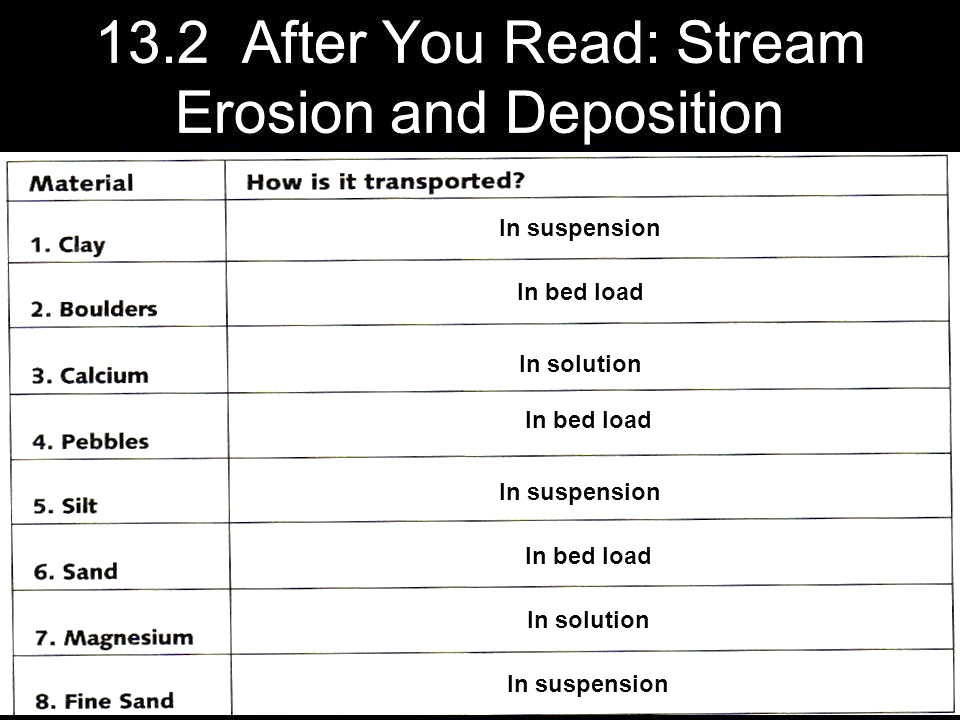 13.2 After You Read: Stream
Erosion and Deposition
Material How is it transported?
1. Clay In suspension
2. Boulders In bed load
3. Calcium In solution
4. Pebbles In bed load
5. Silt In suspension
6. Sand In bed load
7. Magnesium In solution
8. Fine Sand In suspension